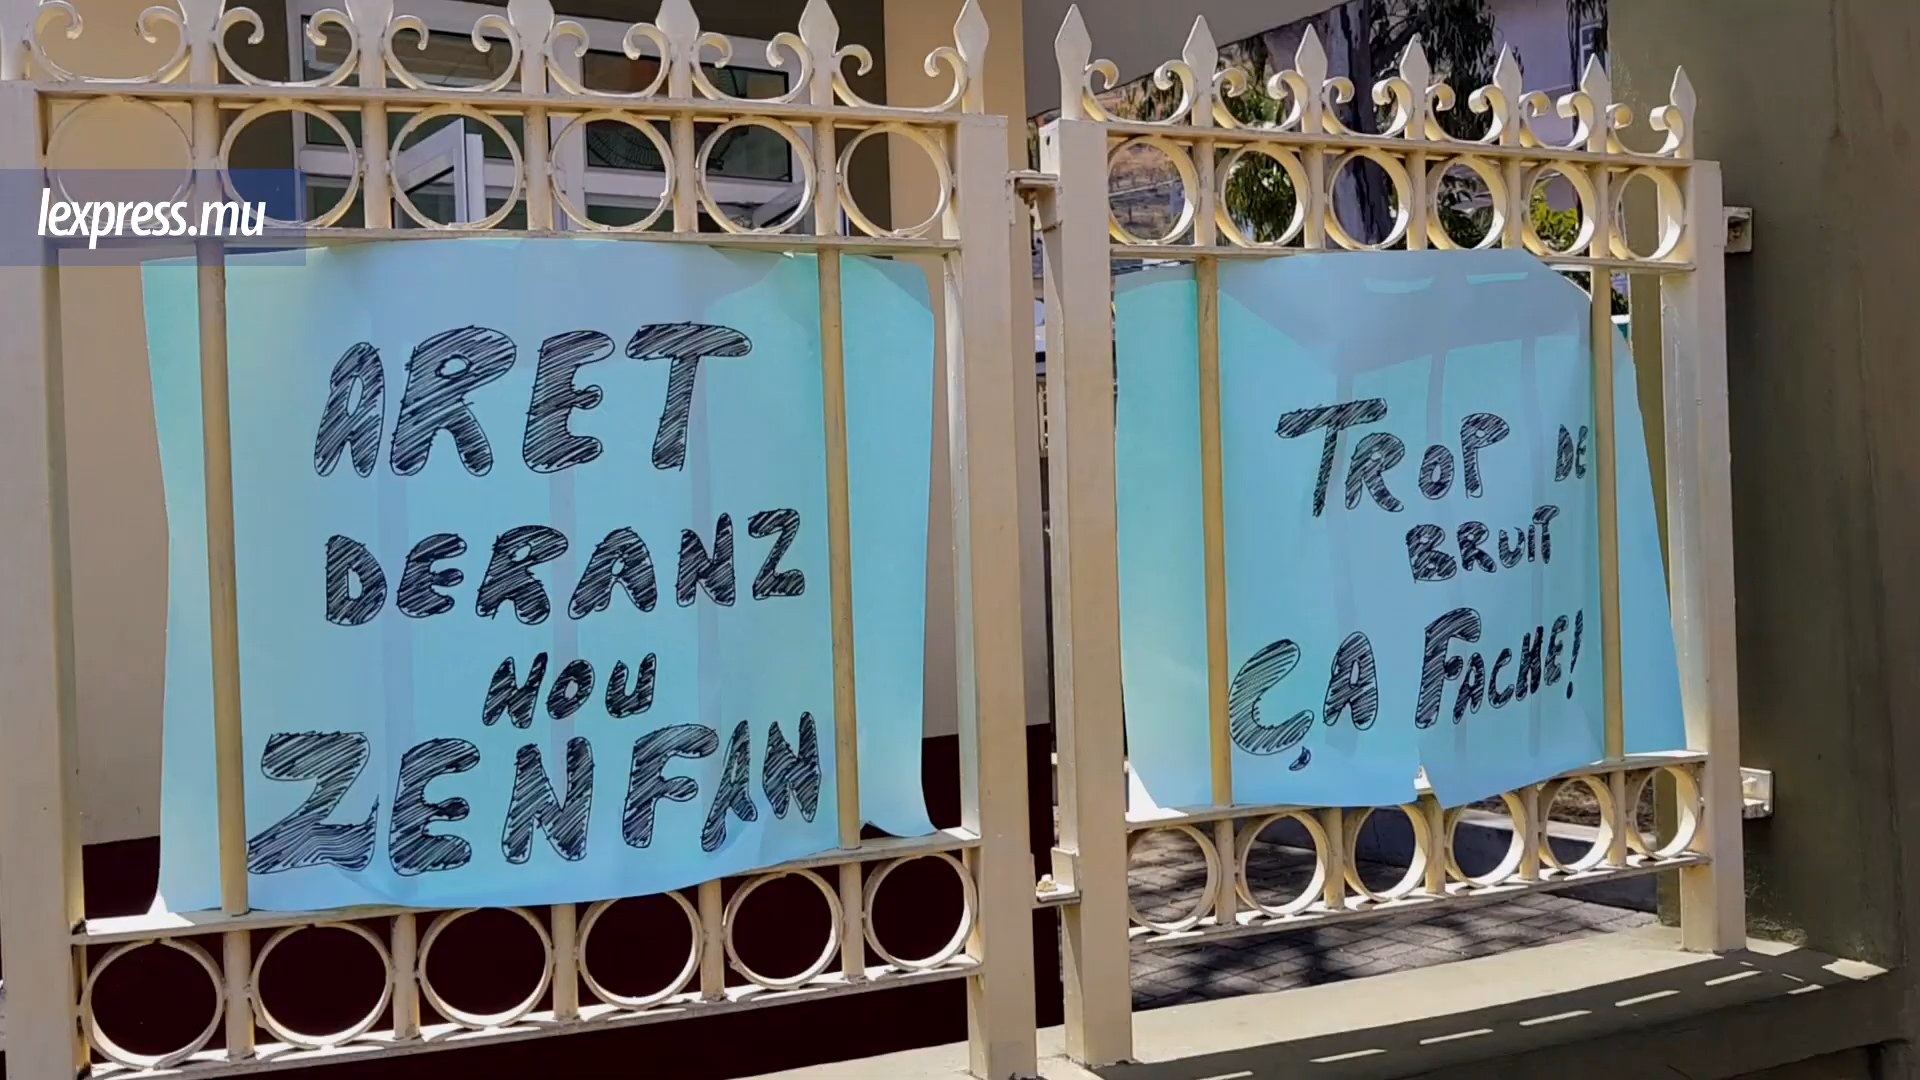 lexpress.mu
ARET
DERANZ
NOU
ZENFAN
TROP DE
BRUIT
ÇA FACHE!